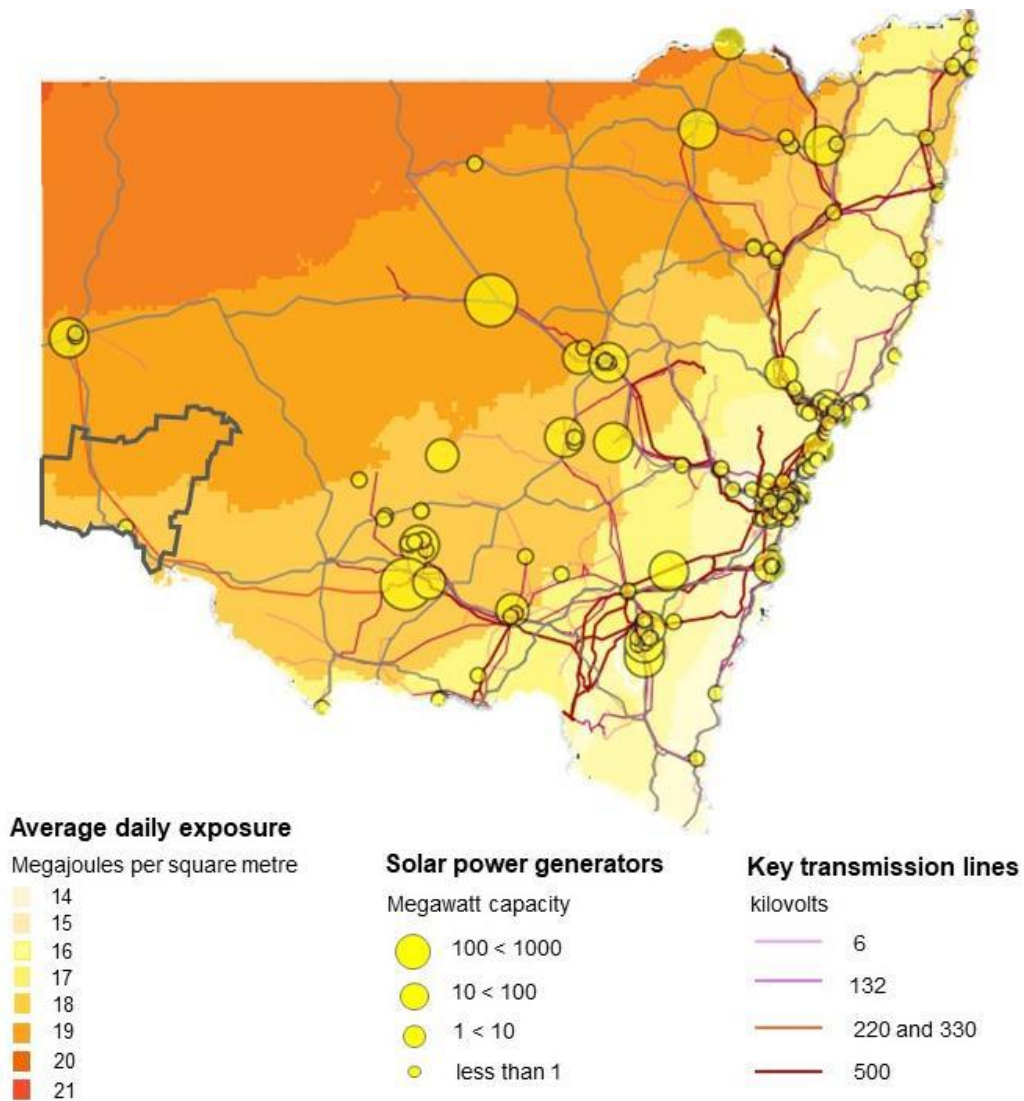 Average daily exposure
Megajoules per square metre
14
15
16
17
18
19
20
21
Solar power generators
Megawatt capacity
100 < 1000
10 < 100
1 < 10
less than 1
Key transmission lines
kilovolts
6
132
220 and 330
500